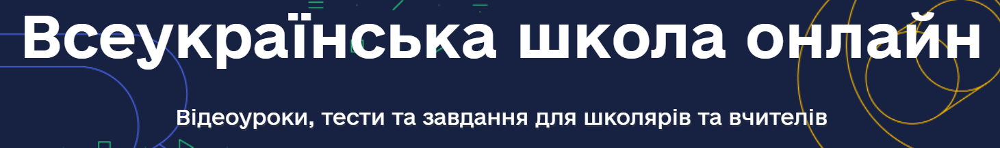 Всеукраїнська школа онлайн
Відеоуроки, тести та завдання для школярів та вчителів